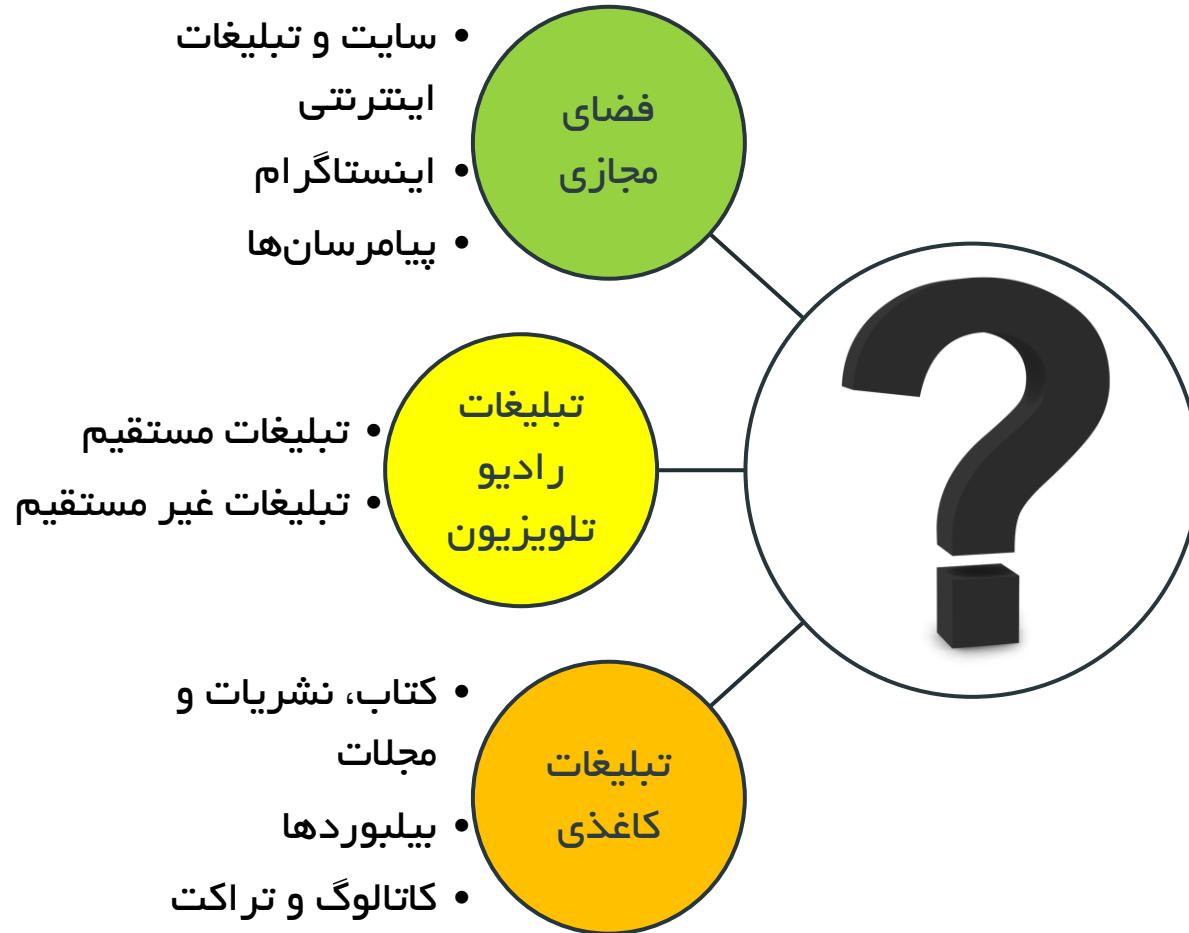 فضای
مجازی
• سایت و تبلیغات
اینترنتی
• اینستاگرام
• پیامرسان‌ها
تبلیغات
رادیو
تلویزیون
• تبلیغات مستقیم
• تبلیغات غیر مستقیم
تبلیغات
کاغذی
• کتاب، نشریات و
مجلات
• بیلبوردها
• کاتالوگ و تراکت
?